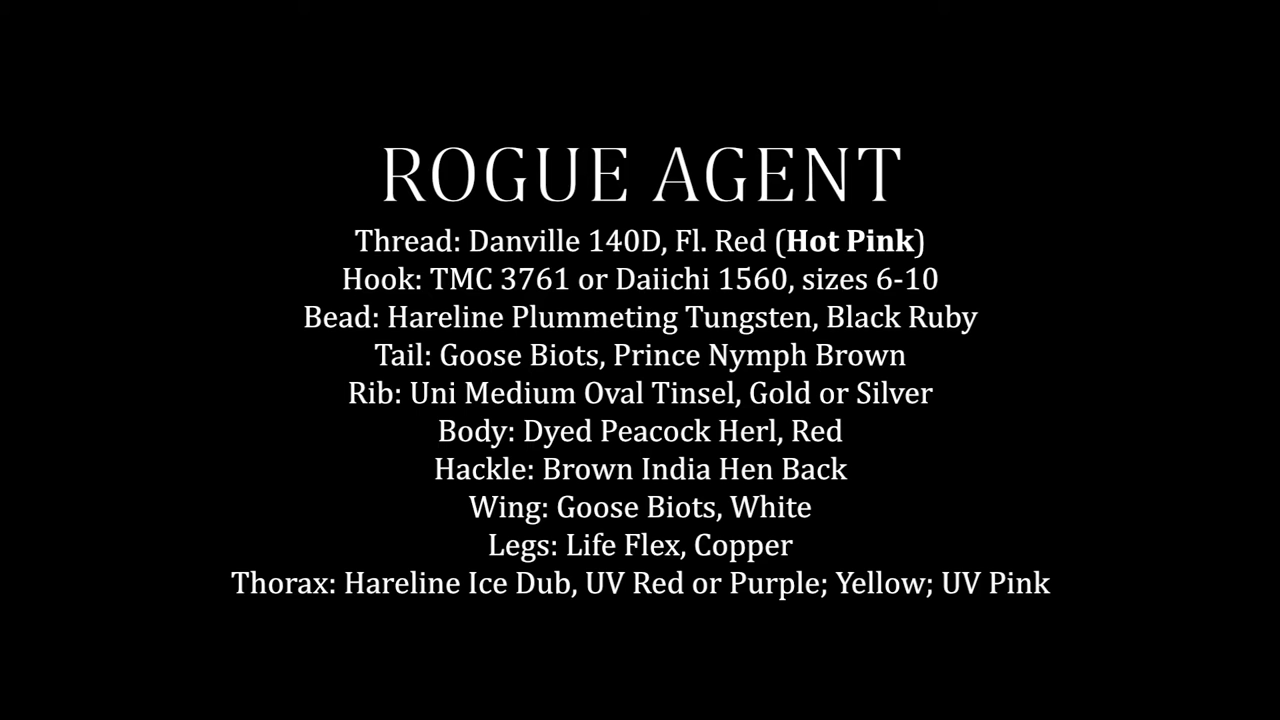 ROGUE AGENT
Thread: Danville 140D, Fl. Red (Hot Pink)
Hook: TMC 3761 or Daiichi 1560, sizes 6-10
Bead: Hareline Plummeting Tungsten, Black Ruby
Tail: Goose Biots, Prince Nymph Brown
Rib: Uni Medium Oval Tinsel, Gold or Silver
Body: Dyed Peacock Herl, Red
Hackle: Brown India Hen Back
Wing: Goose Biots, White
Legs: Life Flex, Copper
Thorax: Hareline Ice Dub, UV Red or Purple; Yellow; UV Pink